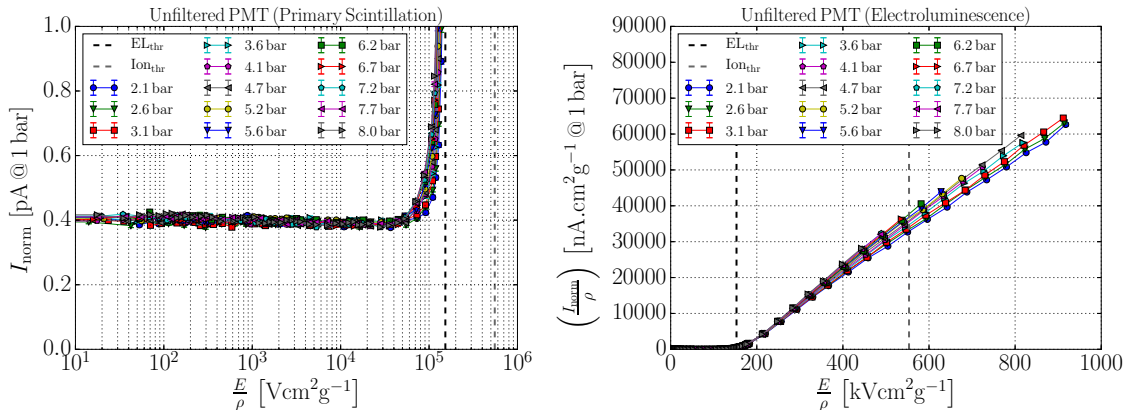 Unfiltered PMT (Primary Scintillation)
1.0
0.8
0.6
0.4
0.2
0.0
I_norm [pA @ 1 bar]
EL_thr
Ion_thr
2.1 bar
2.6 bar
3.1 bar
3.6 bar
4.1 bar
4.7 bar
5.2 bar
5.6 bar
6.2 bar
6.7 bar
7.2 bar
7.7 bar
8.0 bar
10^1 10^2 10^3 10^4 10^5 10^6
E/ρ [Vcm²g⁻¹]
Unfiltered PMT (Electroluminescence)
90000
80000
70000
60000
50000
40000
30000
20000
10000
0
(I_norm/ρ) [nA.cm²g⁻¹ @ 1 bar]
EL_thr
Ion_thr
2.1 bar
2.6 bar
3.1 bar
3.6 bar
4.1 bar
4.7 bar
5.2 bar
5.6 bar
6.2 bar
6.7 bar
7.2 bar
7.7 bar
8.0 bar
0 200 400 600 800 1000
E/ρ [kVcm²g⁻¹]